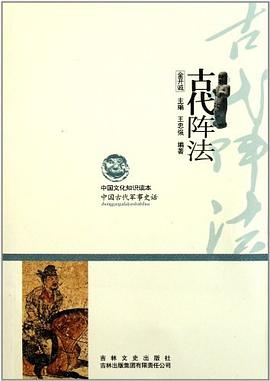 古代阵法
金开诚 主编 王忠强 编著
古代阵法
中国文化知识读本
中国古代军事史话
zhongguogudaijunshishihua
吉林文史出版社
吉林出版集团有限责任公司